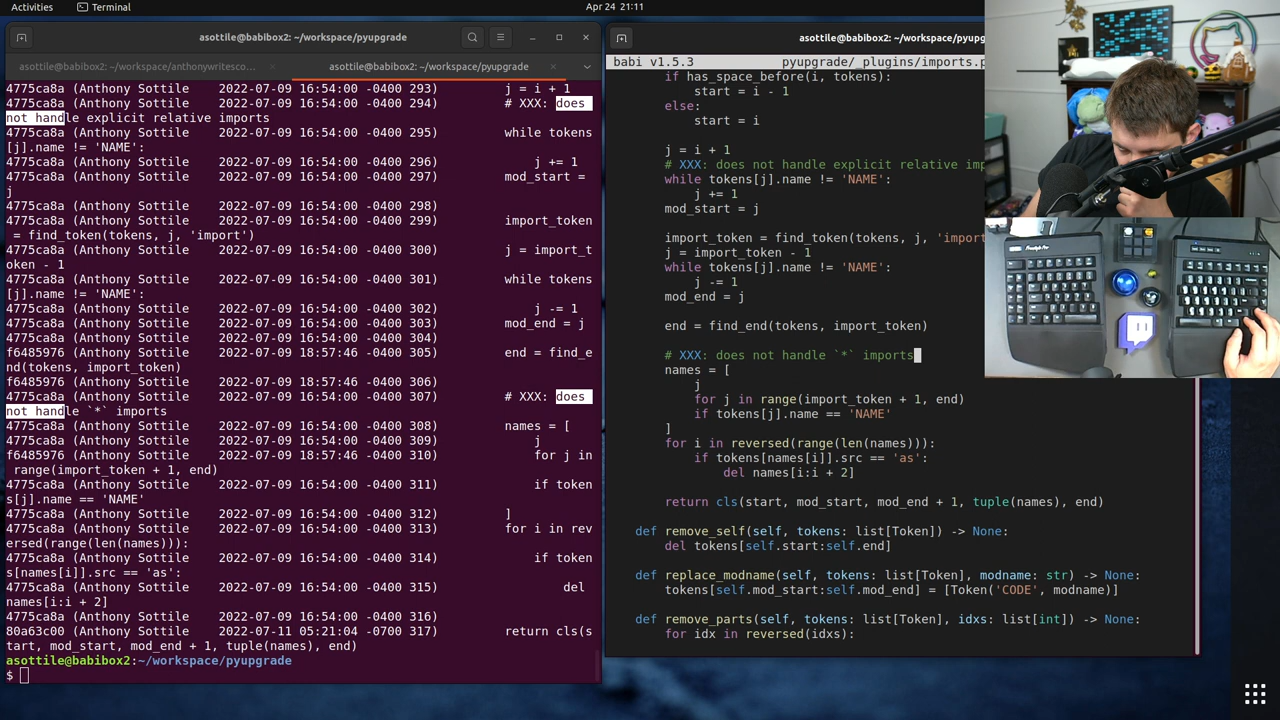 Activities
Terminal
Apr 24 21:11
asottile@babibox2: ~/workspace/pyupgrade
asottile@babibox2: ~/workspace/anthonywritesco...
asottile@babibox2: ~/workspace/pyupgrade
4775ca8a (Anthony Sottile    2022-07-09 16:54:00 -0400 293)         j = i + 1
4775ca8a (Anthony Sottile    2022-07-09 16:54:00 -0400 294)         # XXX: does
not handle explicit relative imports
4775ca8a (Anthony Sottile    2022-07-09 16:54:00 -0400 295)         while tokens
[j].name != 'NAME':
4775ca8a (Anthony Sottile    2022-07-09 16:54:00 -0400 296)             j += 1
4775ca8a (Anthony Sottile    2022-07-09 16:54:00 -0400 297)         mod_start =
j
4775ca8a (Anthony Sottile    2022-07-09 16:54:00 -0400 298)
4775ca8a (Anthony Sottile    2022-07-09 16:54:00 -0400 299)         import_token
= find_token(tokens, j, 'import')
4775ca8a (Anthony Sottile    2022-07-09 16:54:00 -0400 300)         j = import_t
oken - 1
4775ca8a (Anthony Sottile    2022-07-09 16:54:00 -0400 301)         while tokens
[j].name != 'NAME':
4775ca8a (Anthony Sottile    2022-07-09 16:54:00 -0400 302)             j -= 1
4775ca8a (Anthony Sottile    2022-07-09 16:54:00 -0400 303)         mod_end = j
4775ca8a (Anthony Sottile    2022-07-09 16:54:00 -0400 304)
f6485976 (Anthony Sottile    2022-07-09 18:57:46 -0400 305)         end = find_e
nd(tokens, import_token)
f6485976 (Anthony Sottile    2022-07-09 18:57:46 -0400 306)
4775ca8a (Anthony Sottile    2022-07-09 16:54:00 -0400 307)         # XXX: does
not handle `*` imports
4775ca8a (Anthony Sottile    2022-07-09 16:54:00 -0400 308)         names = [
4775ca8a (Anthony Sottile    2022-07-09 16:54:00 -0400 309)             j
f6485976 (Anthony Sottile    2022-07-09 18:57:46 -0400 310)             for j in
range(import_token + 1, end)
4775ca8a (Anthony Sottile    2022-07-09 16:54:00 -0400 311)             if token
s[j].name == 'NAME'
4775ca8a (Anthony Sottile    2022-07-09 16:54:00 -0400 312)         ]
4775ca8a (Anthony Sottile    2022-07-09 16:54:00 -0400 313)         for i in rev
ersed(range(len(names))):
4775ca8a (Anthony Sottile    2022-07-09 16:54:00 -0400 314)             if token
s[names[i]].src == 'as':
4775ca8a (Anthony Sottile    2022-07-09 16:54:00 -0400 315)                 del
names[i:i + 2]
4775ca8a (Anthony Sottile    2022-07-09 16:54:00 -0400 316)
80a63c00 (Anthony Sottile    2022-07-11 05:21:04 -0700 317)         return cls(s
tart, mod_start, mod_end + 1, tuple(names), end)
asottile@babibox2:~/workspace/pyupgrade
$
asottile@babibox2: ~/workspace/pyupg
babi v1.5.3          pyupgrade/_plugins/imports.p
if has_space_before(i, tokens):
start = i - 1
else:
start = i
j = i + 1
# XXX: does not handle explicit relative imp
while tokens[j].name != 'NAME':
j += 1
mod_start = j
import_token = find_token(tokens, j, 'import
j = import_token - 1
while tokens[j].name != 'NAME':
j -= 1
mod_end = j
end = find_end(tokens, import_token)
# XXX: does not handle `*` imports
names = [
j
for j in range(import_token + 1, end)
if tokens[j].name == 'NAME'
]
for i in reversed(range(len(names))):
if tokens[names[i]].src == 'as':
del names[i:i + 2]
return cls(start, mod_start, mod_end + 1, tuple(names), end)
def remove_self(self, tokens: list[Token]) -> None:
del tokens[self.start:self.end]
def replace_modname(self, tokens: list[Token], modname: str) -> None:
tokens[self.mod_start:self.mod_end] = [Token('CODE', modname)]
def remove_parts(self, tokens: list[Token], idxs: list[int]) -> None:
for idx in reversed(idxs):